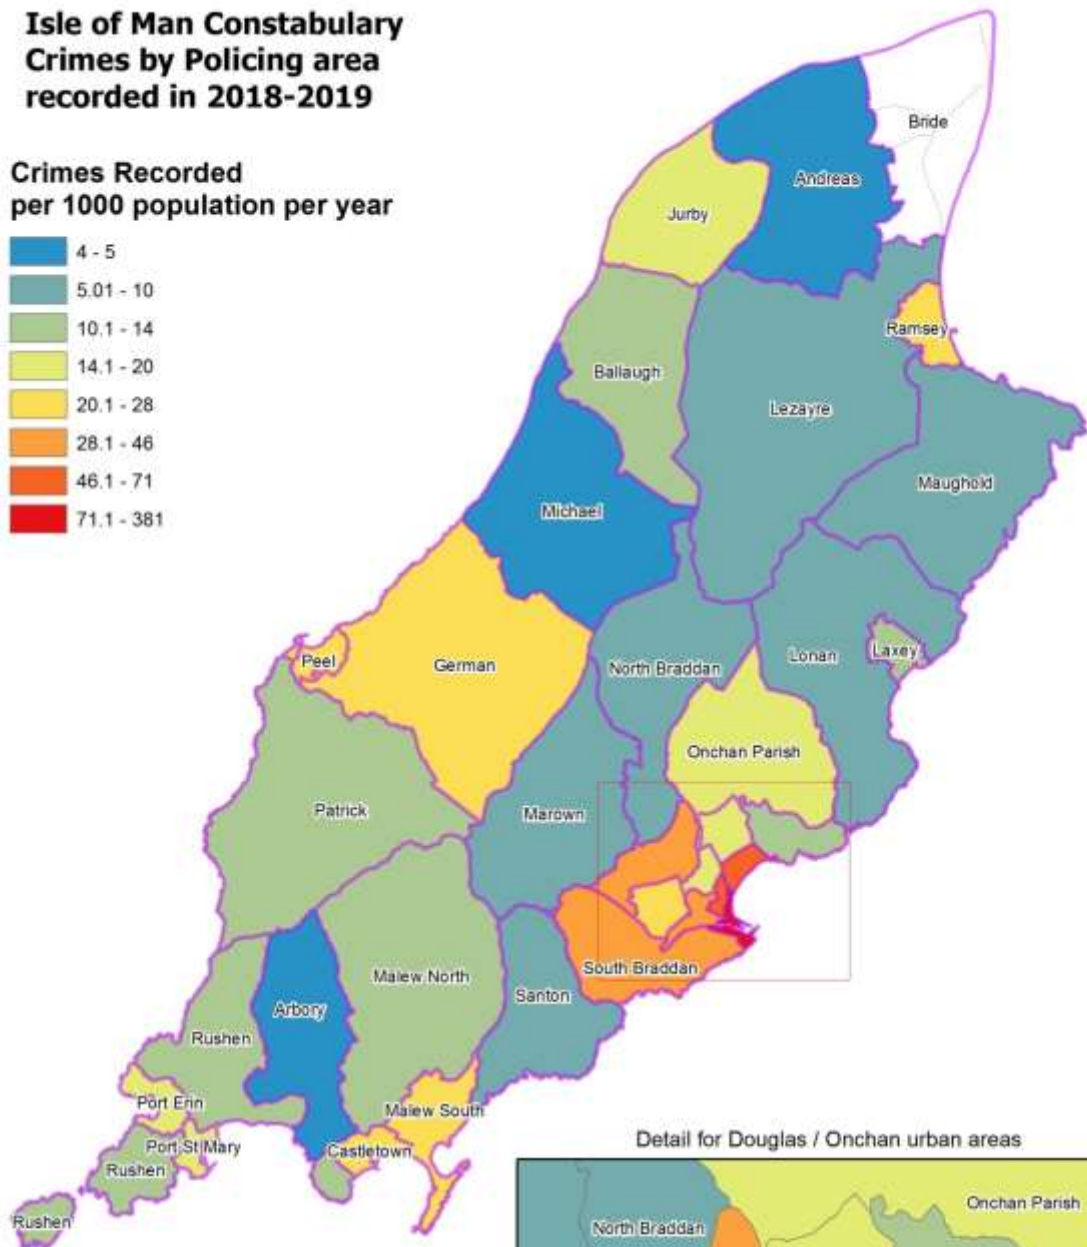 Isle of Man Constabulary
Crimes by Policing area
recorded in 2018-2019
Crimes Recorded
per 1000 population per year
4 - 5
5.01 - 10
10.1 - 14
14.1 - 20
20.1 - 28
28.1 - 46
46.1 - 71
71.1 - 381
Bride
Andreas
Jurby
Ramsey
Ballaugh
Lezayre
Maughold
Michael
Peel
German
North Braddan
Lonan
Laxey
Onchan Parish
Patrick
Marown
South Braddan
Malew North
Santon
Arbory
Rushen
Port Erin
Malew South
Port St Mary
Castletown
Rushen
Rushen
Detail for Douglas / Onchan urban areas
Onchan Parish
North Braddan